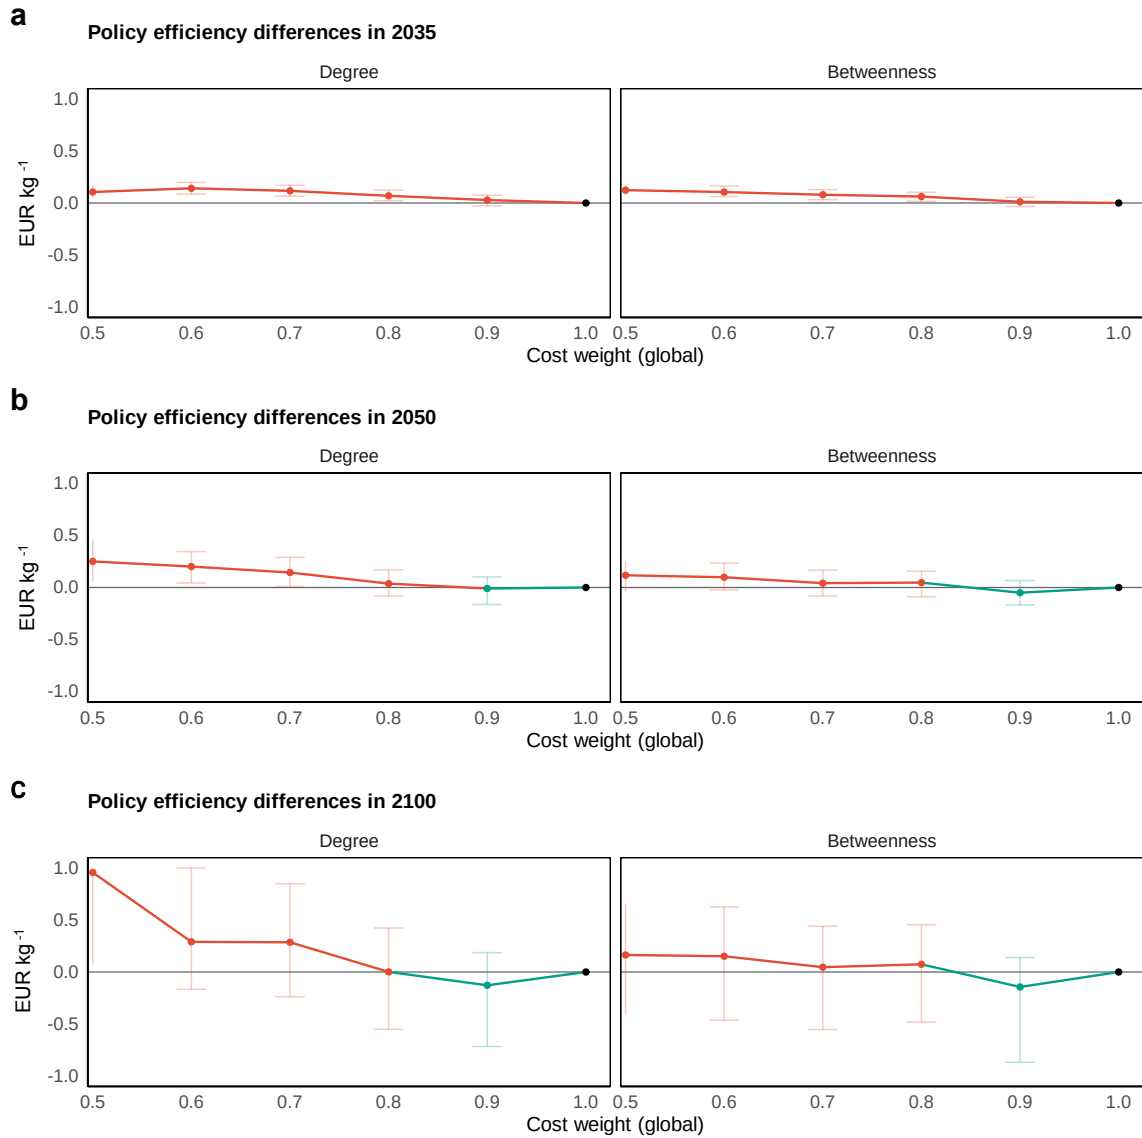 a
Policy efficiency differences in 2035
Degree
Betweenness
1.0
0.5
0.0
-0.5
-1.0
EUR kg -1
0.5 0.6 0.7 0.8 0.9 1.0 0.5 0.6 0.7 0.8 0.9 1.0
Cost weight (global)
b
Policy efficiency differences in 2050
Degree
Betweenness
1.0
0.5
0.0
-0.5
-1.0
EUR kg -1
0.5 0.6 0.7 0.8 0.9 1.0 0.5 0.6 0.7 0.8 0.9 1.0
Cost weight (global)
c
Policy efficiency differences in 2100
Degree
Betweenness
1.0
0.5
0.0
-0.5
-1.0
EUR kg-1
0.5 0.6 0.7 0.8 0.9 1.0 0.5 0.6 0.7 0.8 0.9 1.0
Cost weight (global)